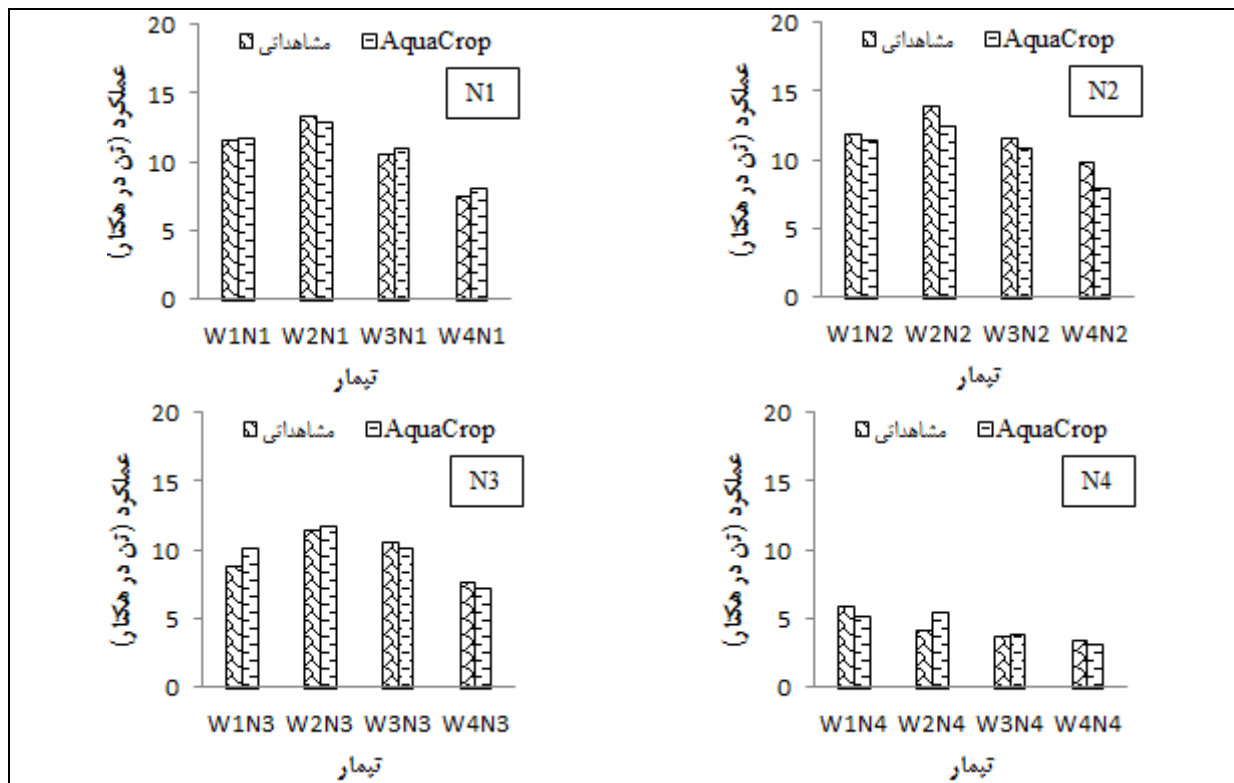 مشاهداتی AquaCrop
N1
عملکرد (تن در هکتار)
20
15
10
5
0
W1N1 W2N1 W3N1 W4N1
تیمار
مشاهداتی AquaCrop
N2
عملکرد (تن در هکتار)
20
15
10
5
0
W1N2 W2N2 W3N2 W4N2
تیمار
مشاهداتی AquaCrop
N3
عملکرد (تن در هکتار)
20
15
10
5
0
W1N3 W2N3 W3N3 W4N3
تیمار
مشاهداتی AquaCrop
N4
عملکرد (تن در هکتار)
20
15
10
5
0
W1N4 W2N4 W3N4 W4N4
تیمار